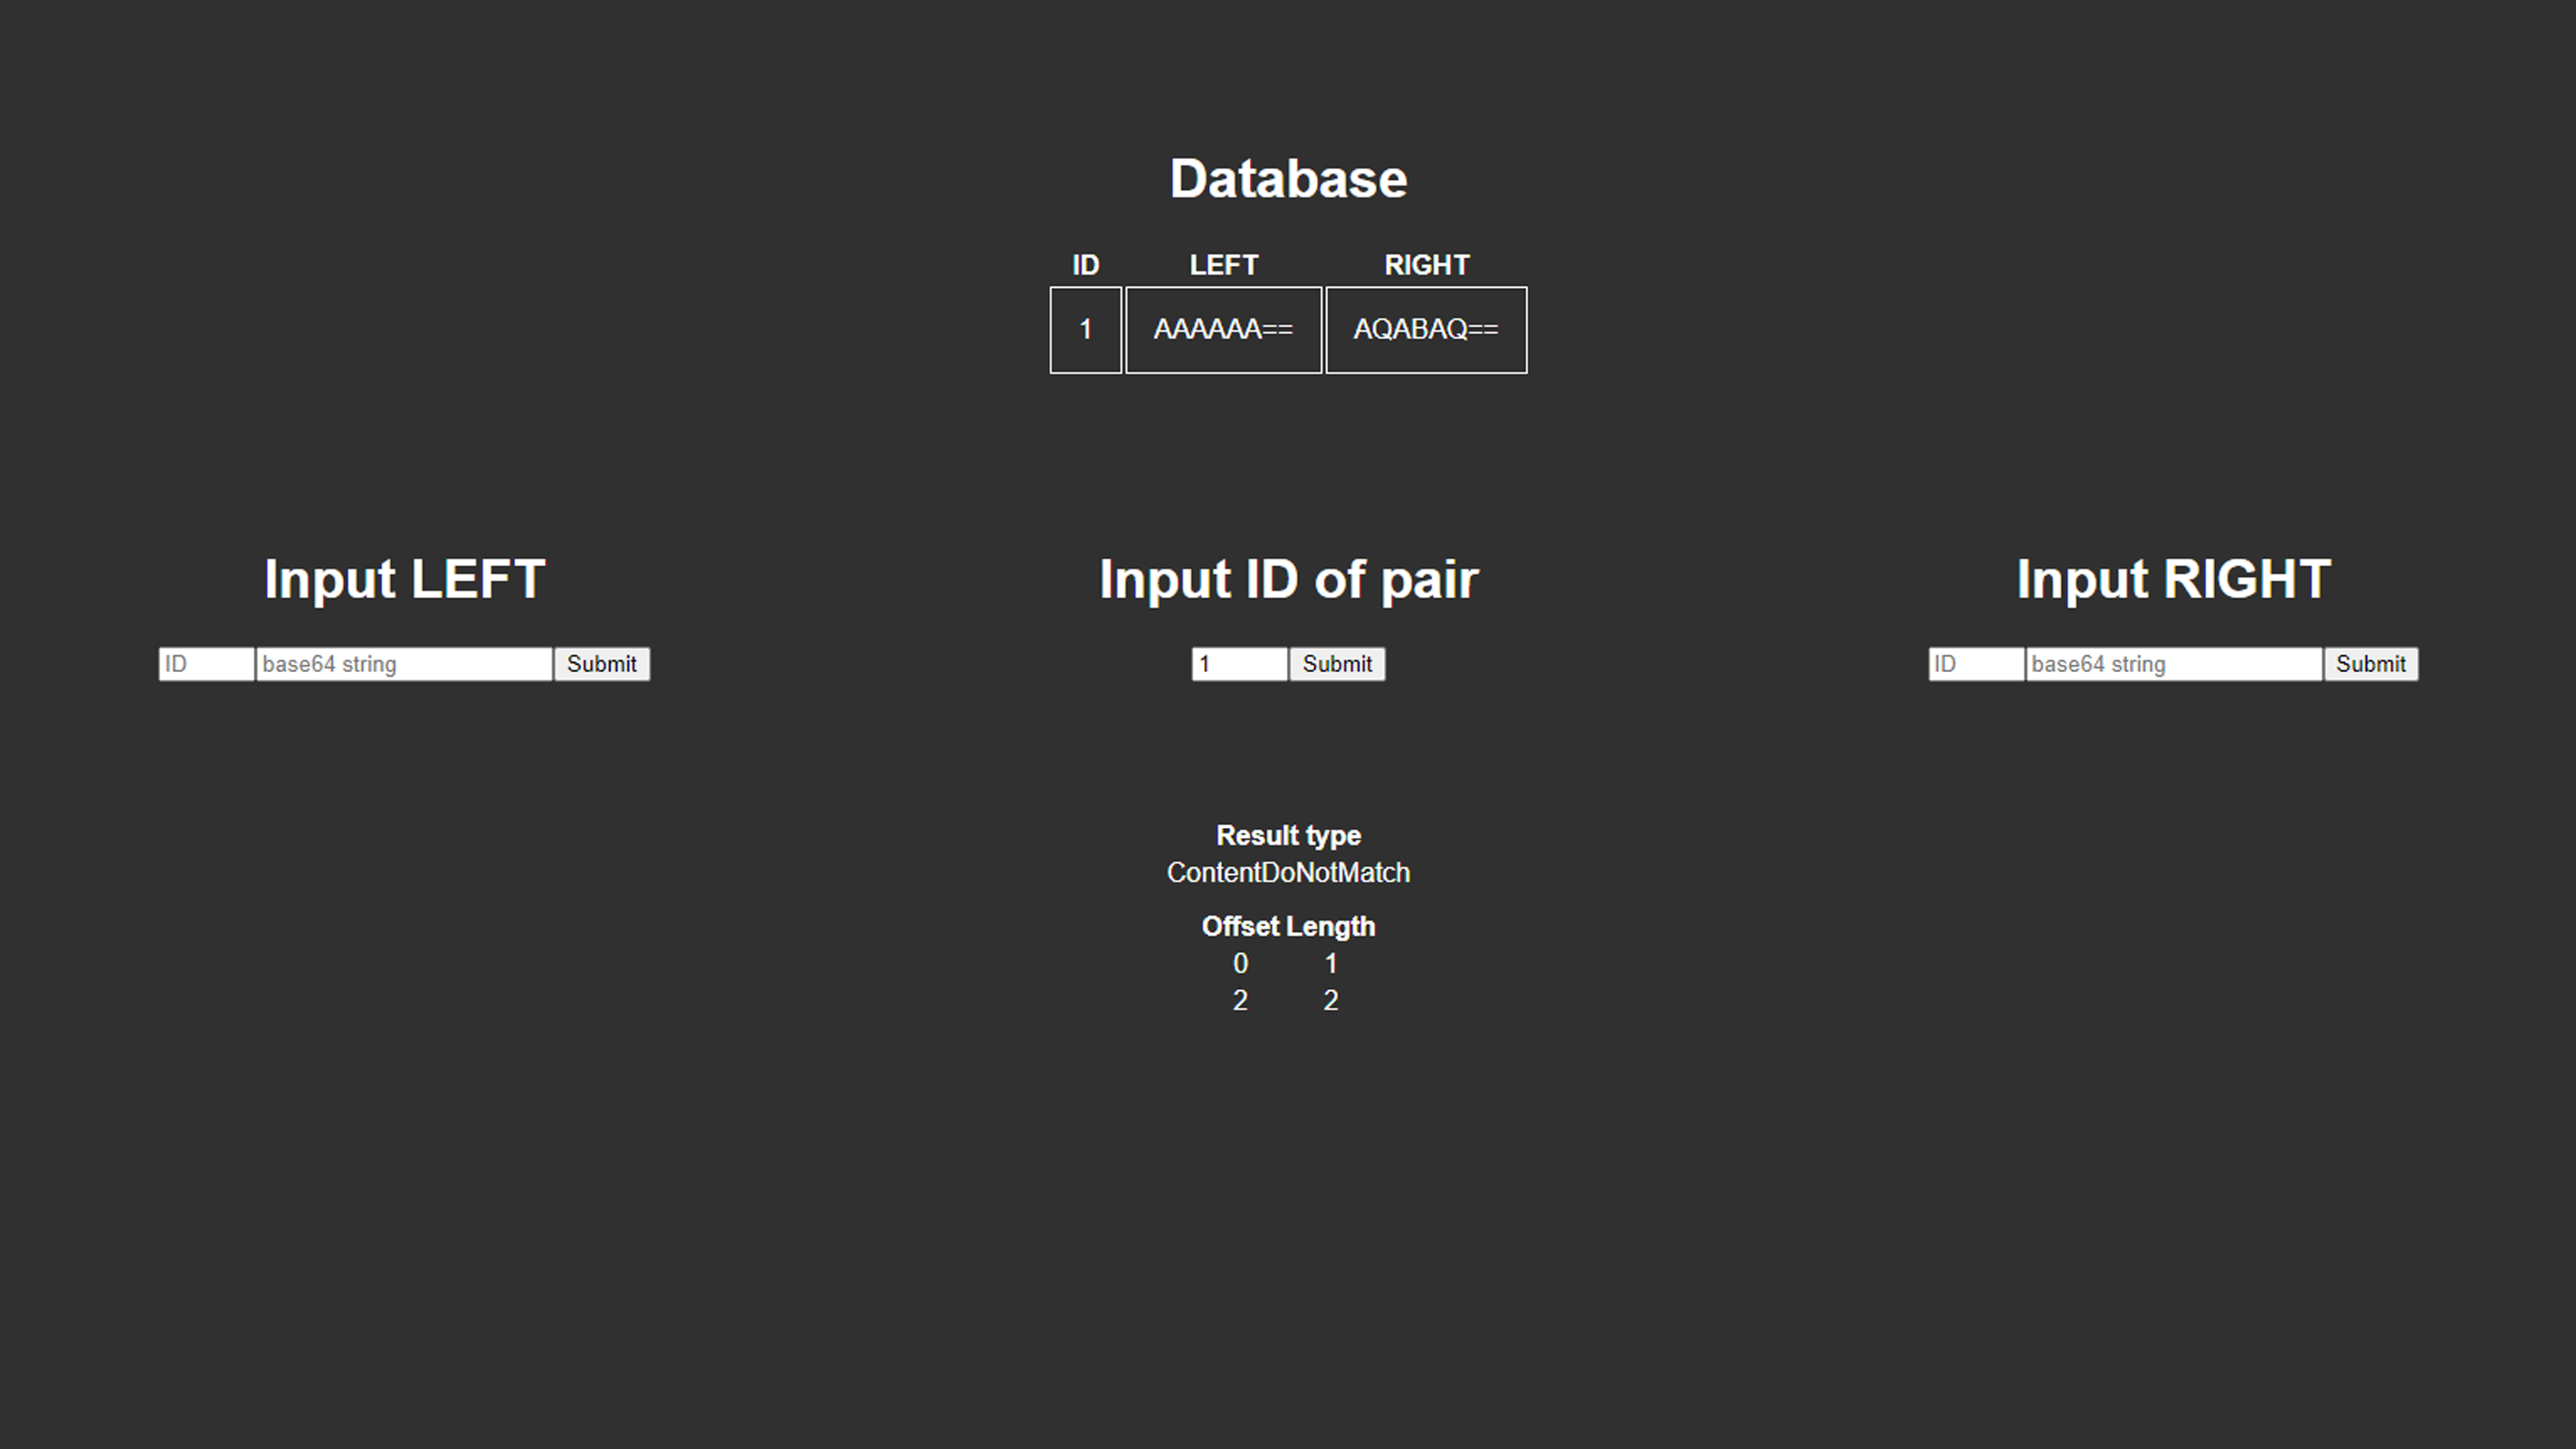 Database
ID LEFT RIGHT
1 AAAAAA== AQABAQ==
Input LEFT
ID base64 string Submit
Input ID of pair
1 Submit
Input RIGHT
ID base64 string Submit
Result type
ContentDoNotMatch
Offset Length
0 1
2 2